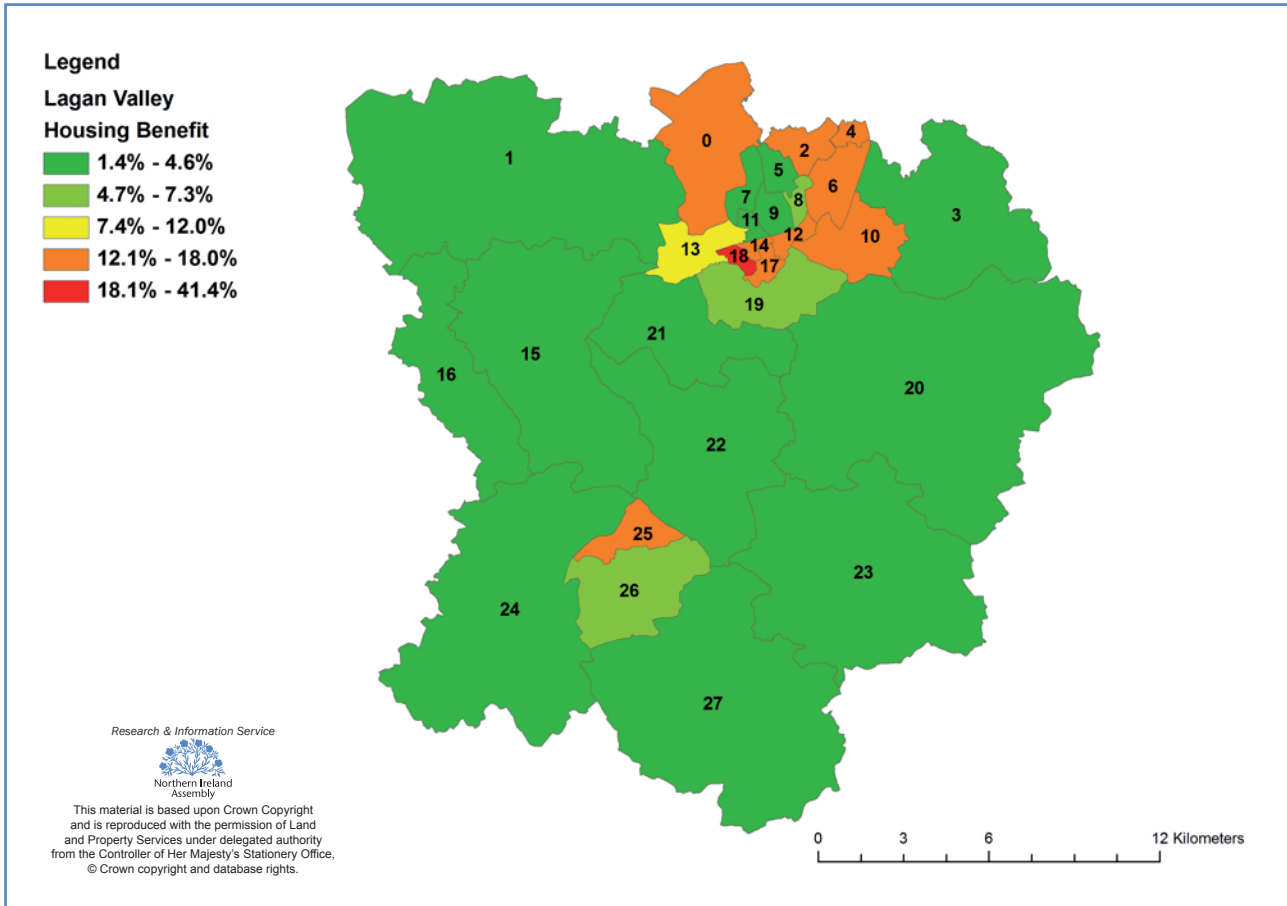 Legend
Lagan Valley
Housing Benefit
1.4% - 4.6%
4.7% - 7.3%
7.4% - 12.0%
12.1% - 18.0%
18.1% - 41.4%
0
4
2
1
5
6
7
8
3
11
9
12
10
13
14
18
17
19
21
15
16
20
22
25
23
26
24
27
Research & Information Service
Northern Ireland
Assembly
This material is based upon Crown Copyright
and is reproduced with the permission of Land
and Property Services under delegated authority
from the Controller of Her Majesty's Stationery Office,
© Crown copyright and database rights.
0 3 6 12 Kilometers